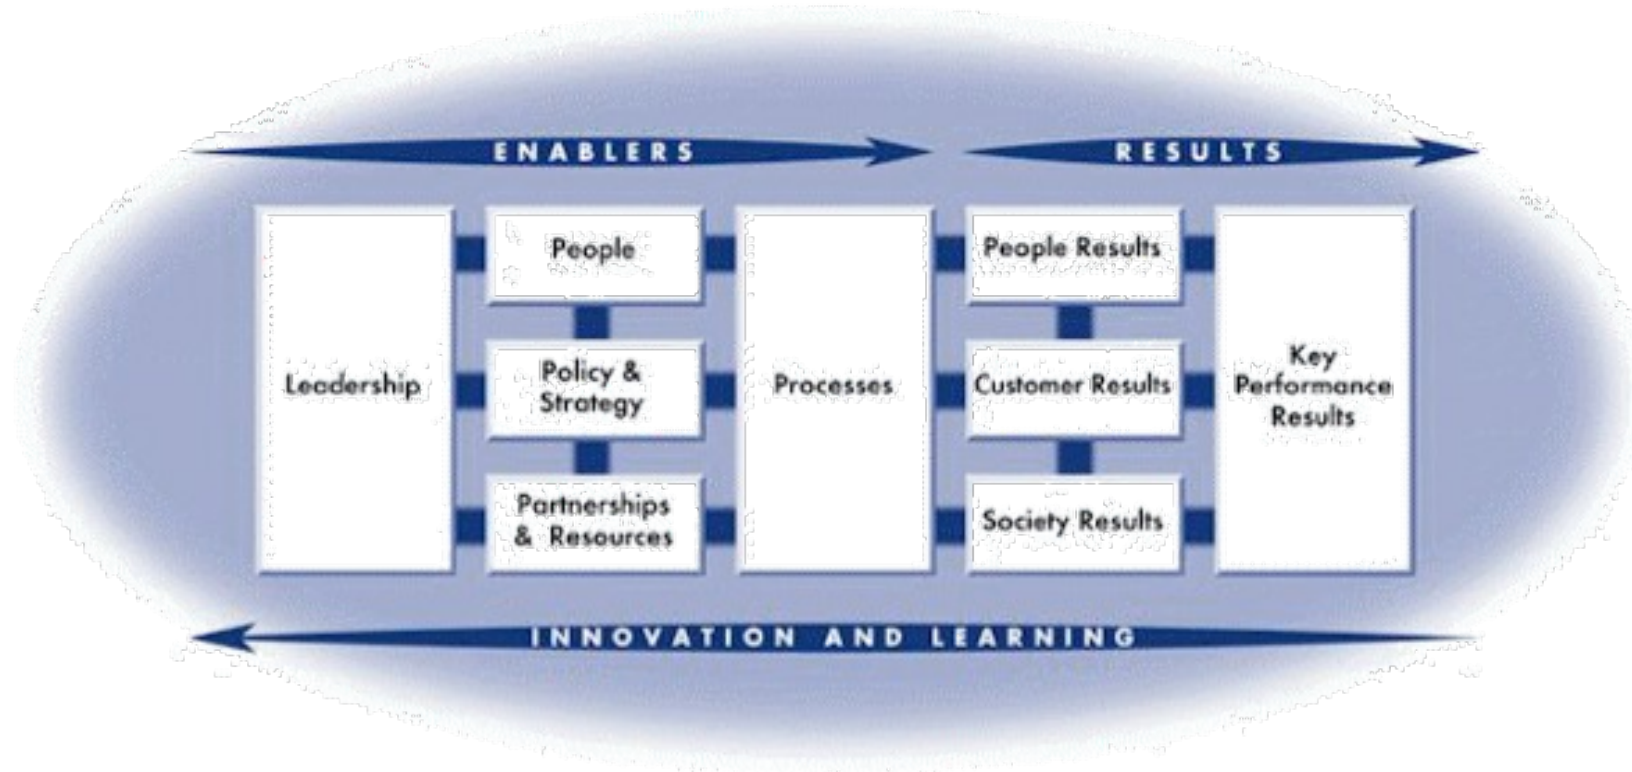 ENABLERS
RESULTS
Leadership
People
Policy &
Strategy
Partnerships
& Resources
Processes
People Results
Customer Results
Society Results
Key
Performance
Results
INNOVATION AND LEARNING